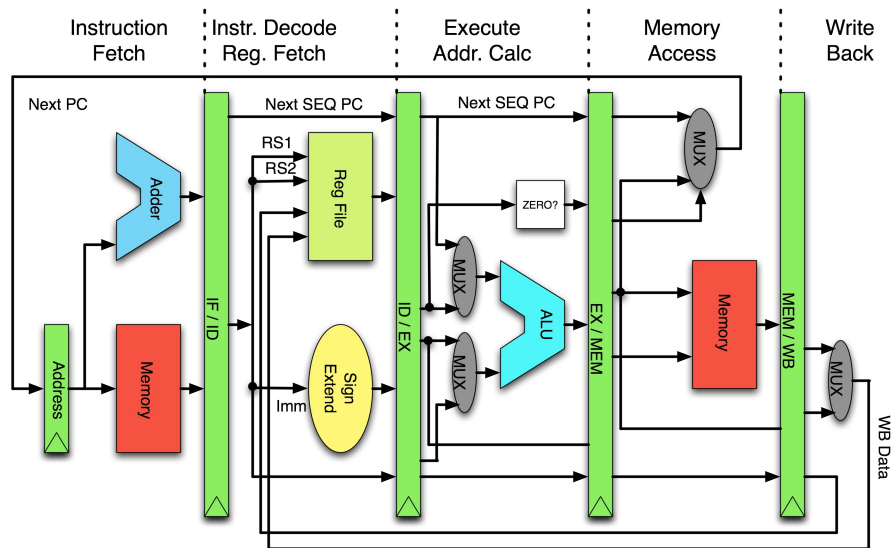 Instruction
Fetch
Instr. Decode
Reg. Fetch
Execute
Addr. Calc
Memory
Access
Write
Back
Next PC
Next SEQ PC
Next SEQ PC
RS1
RS2
Reg File
MUX
Adder
ZERO?
MUX
ALU
IF / ID
ID / EX
EX / MEM
MEM / WB
Memory
Address
Memory
Sign
Extend
Imm
MUX
MUX
WB Data